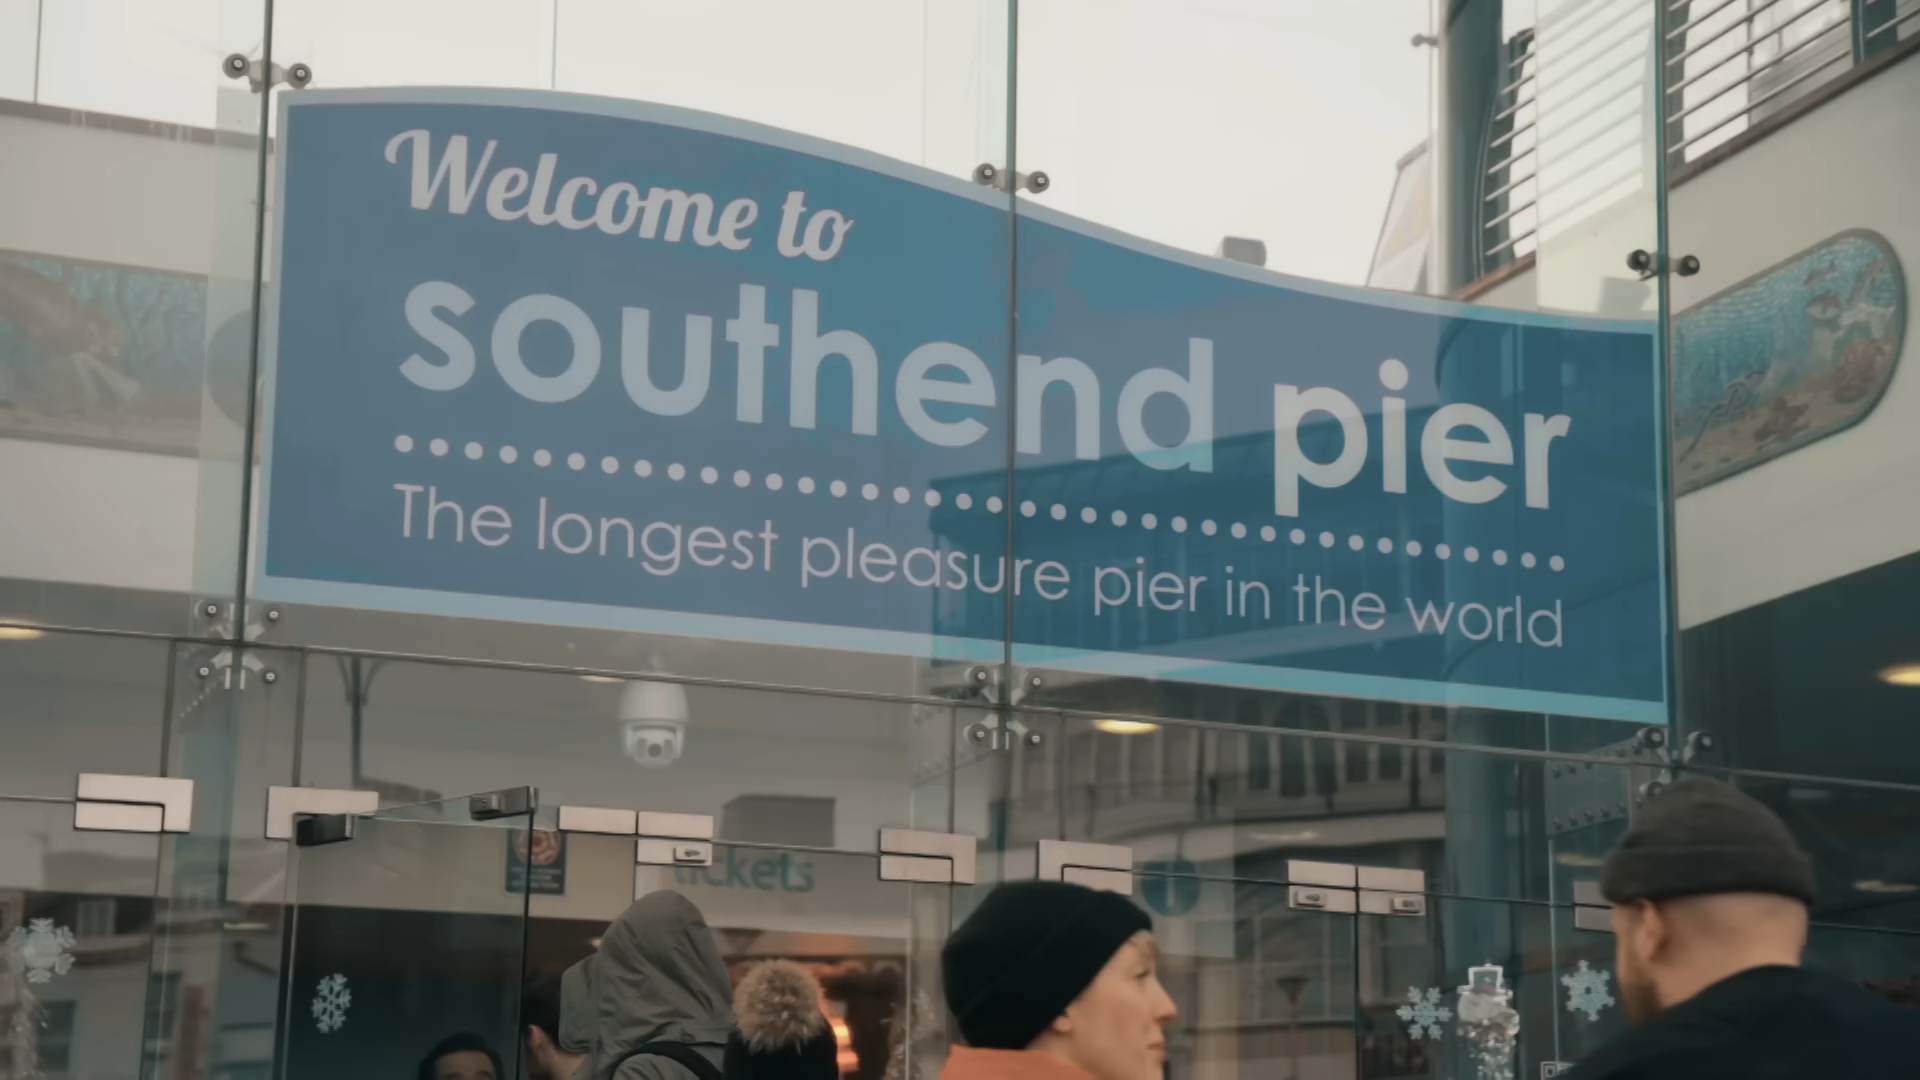 Welcome to
southend pier
The longest pleasure pier in the world
tickets